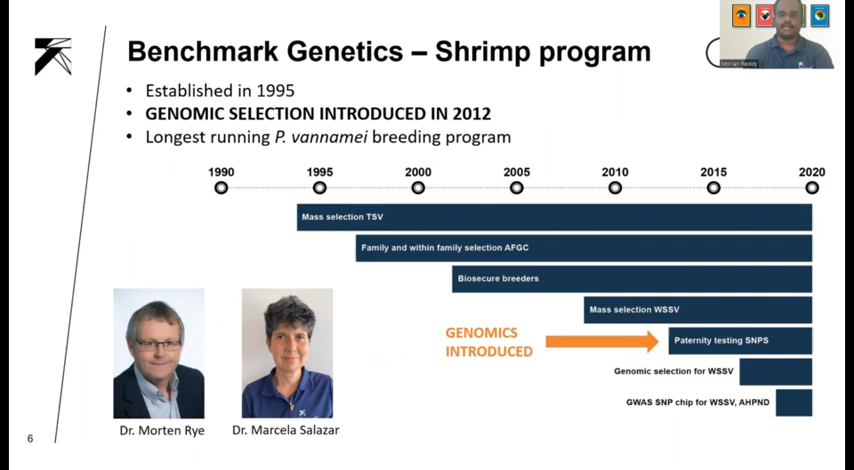 Benchmark Genetics – Shrimp program
Mohan Reddy
• Established in 1995
• GENOMIC SELECTION INTRODUCED IN 2012
• Longest running P. vannamei breeding program
1990 1995 2000 2005 2010 2015 2020
Mass selection TSV
Family and within family selection AFGC
Biosecure breeders
Mass selection WSSV
GENOMICS
INTRODUCED
Paternity testing SNPS
Genomic selection for WSSV
GWAS SNP chip for WSSV, AHPND
Dr. Morten Rye Dr. Marcela Salazar
6